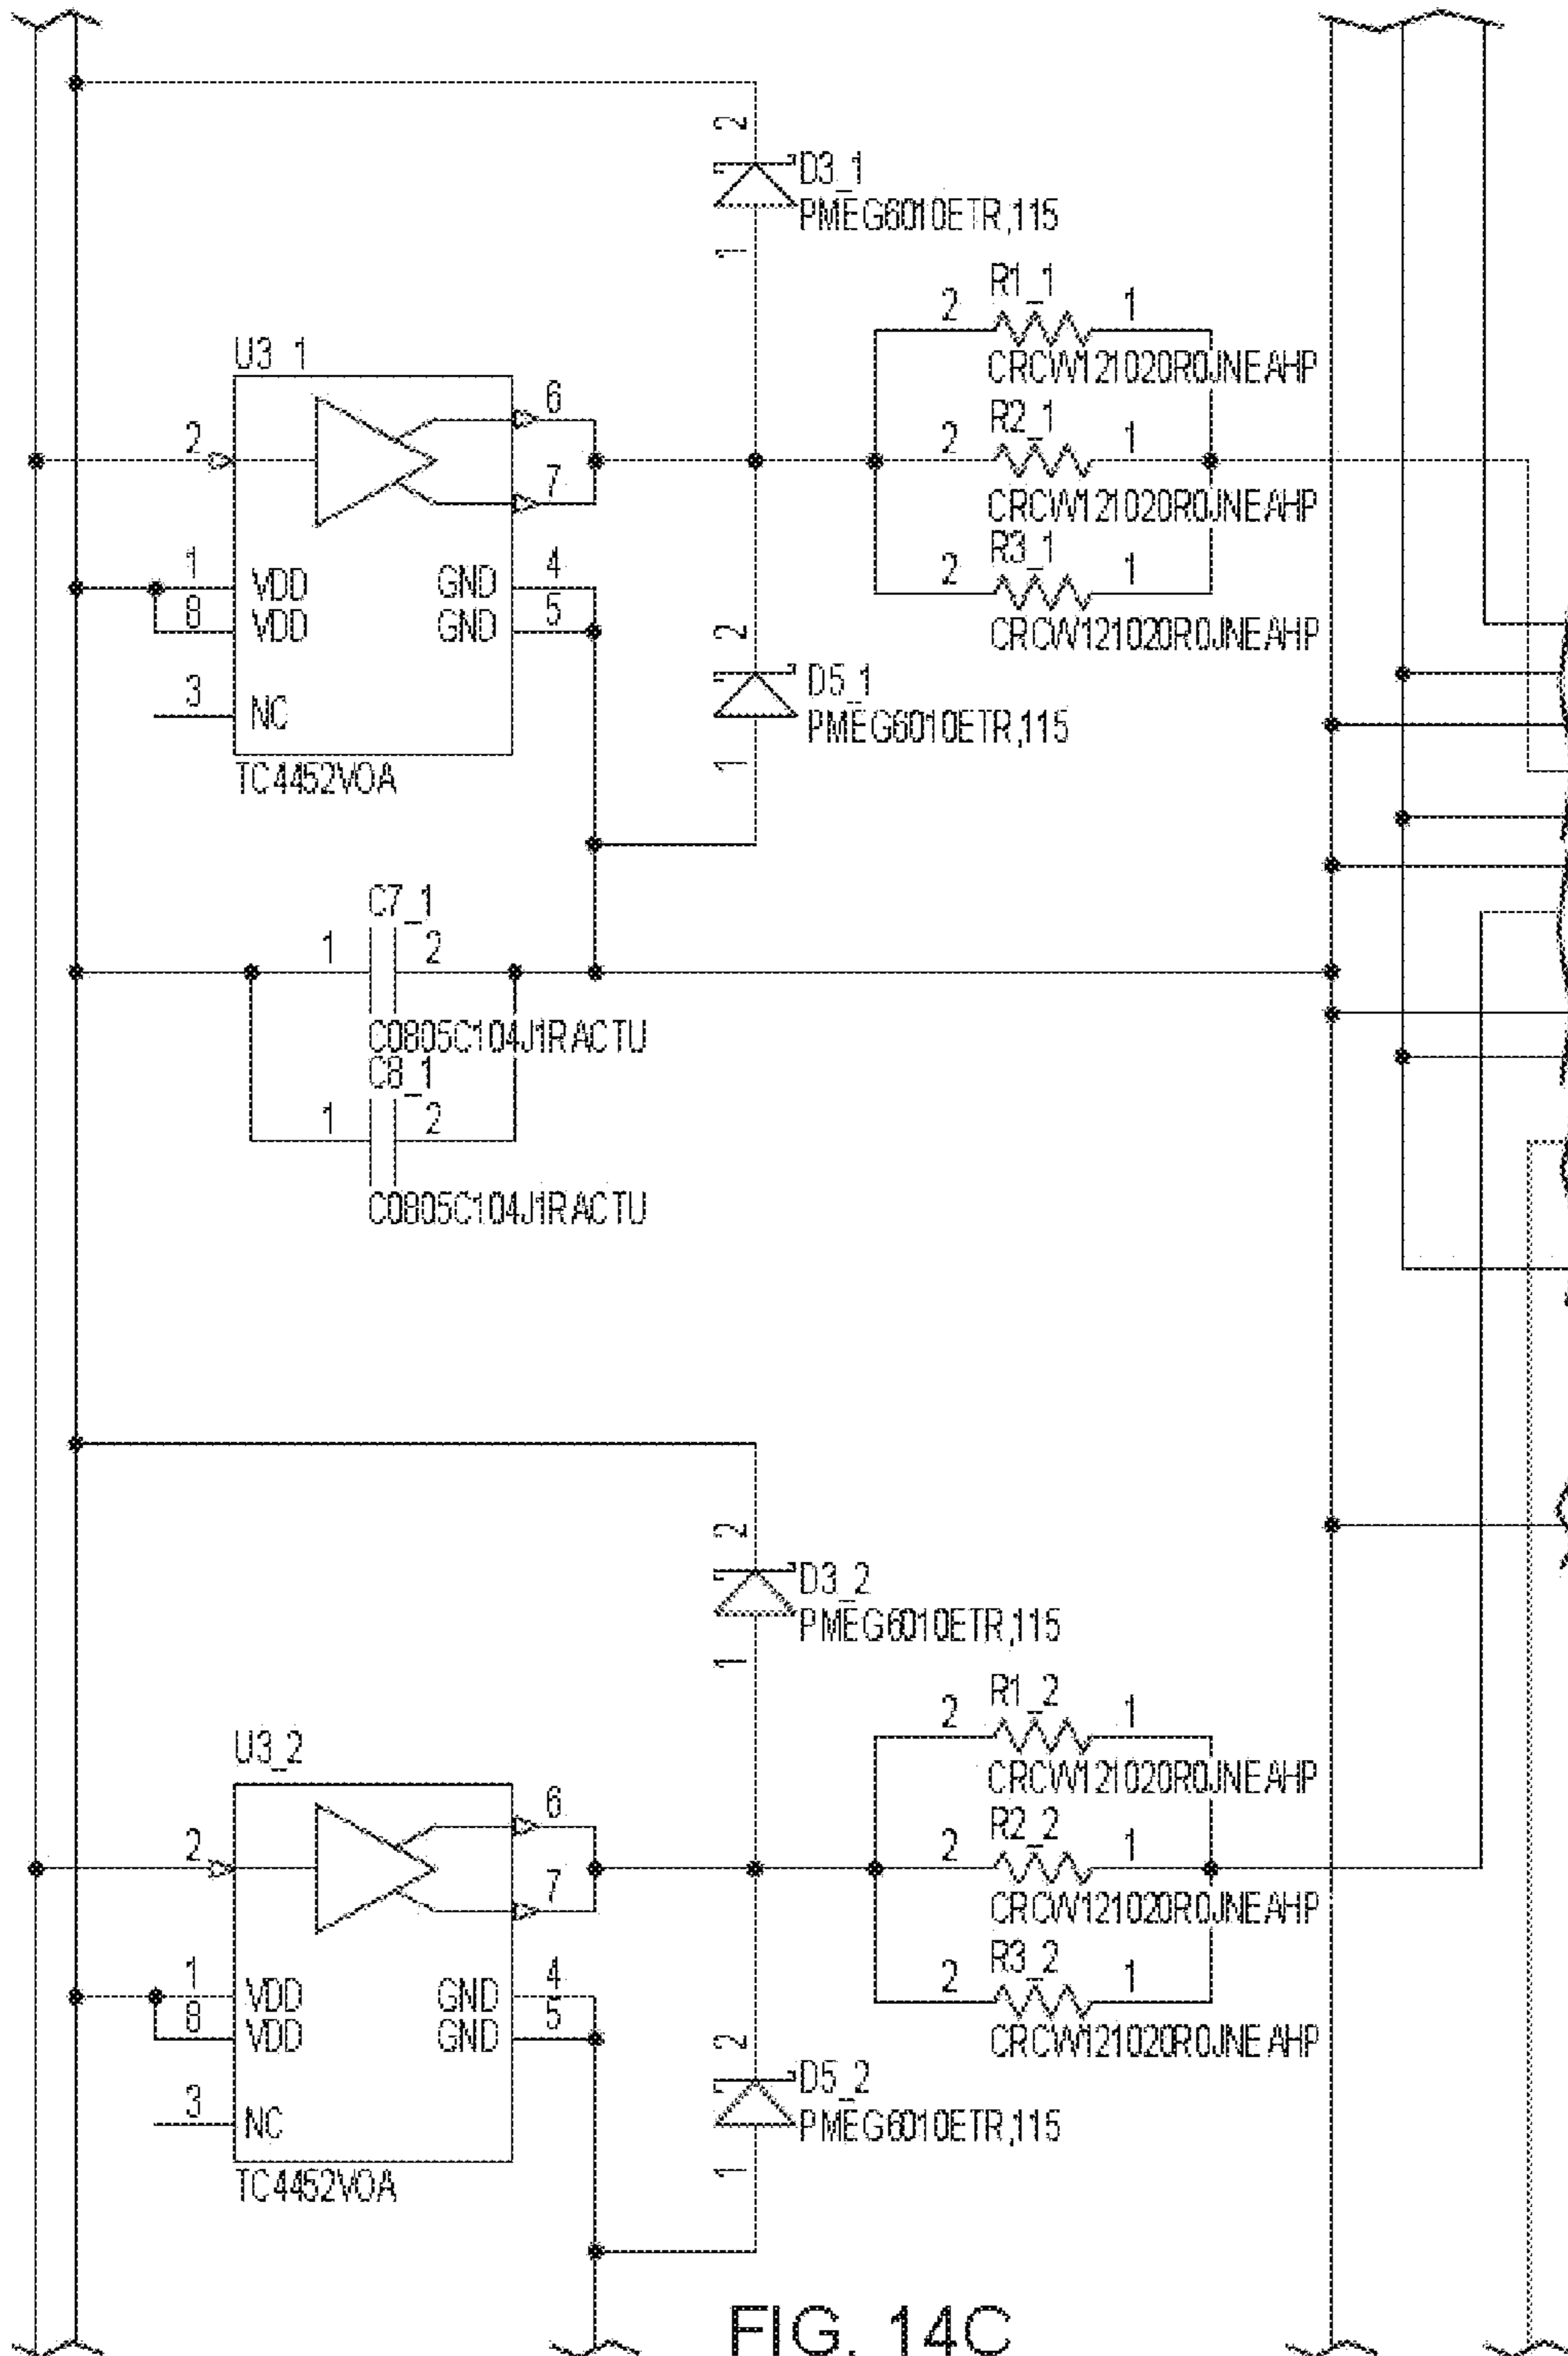 2
D3_1
PMEG6010ETR,115
1
R1_1
2 1
CRCW121020R0JNEAHP
U3_1
6
2
7
R2_1
2 1
CRCW121020R0JNEAHP
R3_1
2 1
CRCW121020R0JNEAHP
1 VDD GND 4
8 VDD GND 5
3 NC
TC4452VOA
2
D5_1
PMEG6010ETR,115
1
C7_1
1 2
C0805C104J1RACTU
C8_1
1 2
C0805C104J1RACTU
2
D3_2
PMEG6010ETR,115
1
R1_2
2 1
CRCW121020R0JNEAHP
U3_2
6
2
7
R2_2
2 1
CRCW121020R0JNEAHP
R3_2
2 1
CRCW121020R0JNEAHP
1 VDD GND 4
8 VDD GND 5
3 NC
TC4452VOA
2
D5_2
PMEG6010ETR,115
1
FIG. 14C